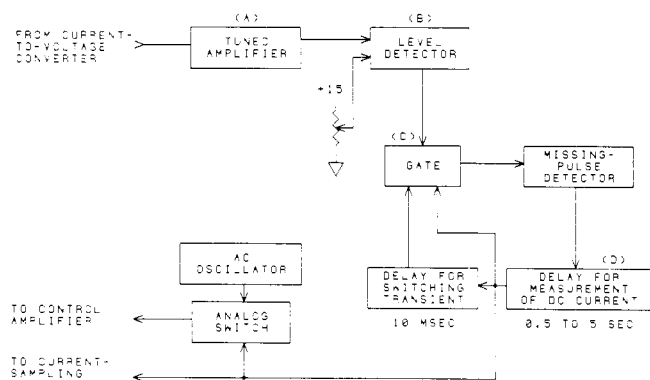 (A)
(B)
FROM CURRENT-
TO-VOLTAGE
CONVERTER
TUNED
AMPLIFIER
LEVEL
DETECTOR
+15
(C)
GATE
MISSING-
PULSE
DETECTOR
AC
OSCILLATOR
(D)
DELAY FOR
SWITCHING
TRANSIENT
DELAY FOR
MEASUREMENT
OF DC CURRENT
TO CONTROL
AMPLIFIER
ANALOG
SWITCH
10 MSEC
0.5 TO 5 SEC
TO CURRENT-
SAMPLING